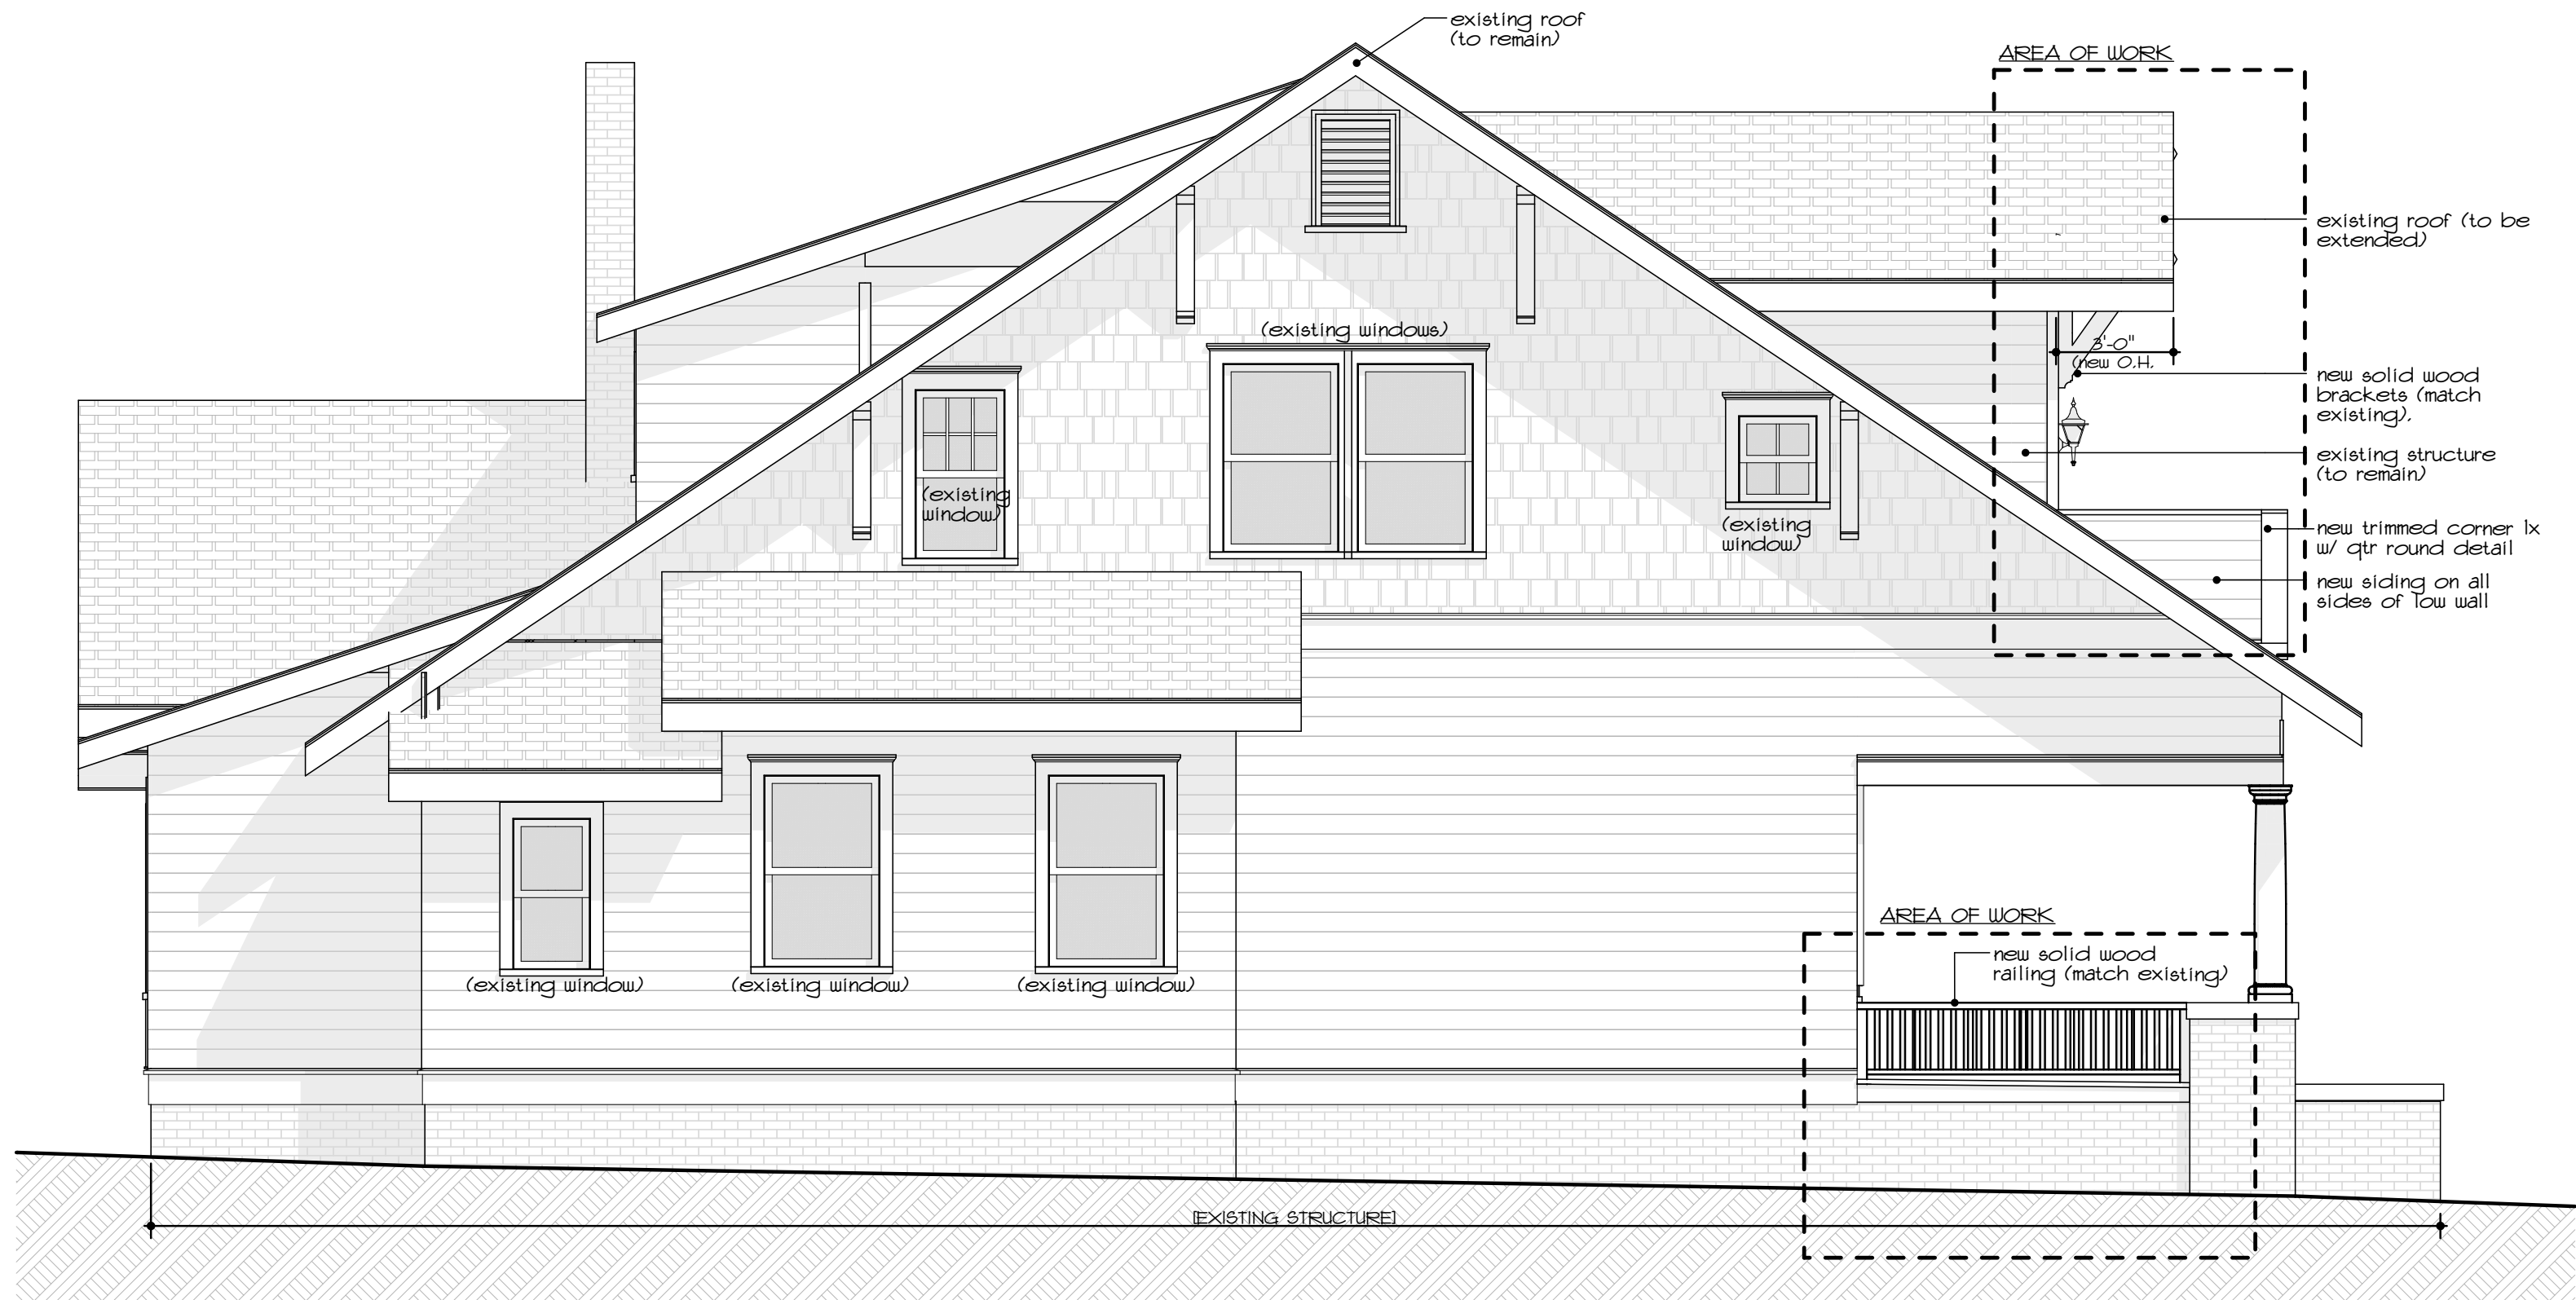 existing roof
(to remain)
AREA OF WORK
existing roof (to be
extended)
(existing windows)
3'-0"
(new O.H.
new solid wood
brackets (match
existing).
existing structure
(to remain)
(existing
window)
(existing
window)
new trimmed corner 1x
w/ qtr round detail
new siding on all
sides of low wall
AREA OF WORK
new solid wood
railing (match existing)
(existing window)
(existing window)
(existing window)
[EXISTING STRUCTURE]